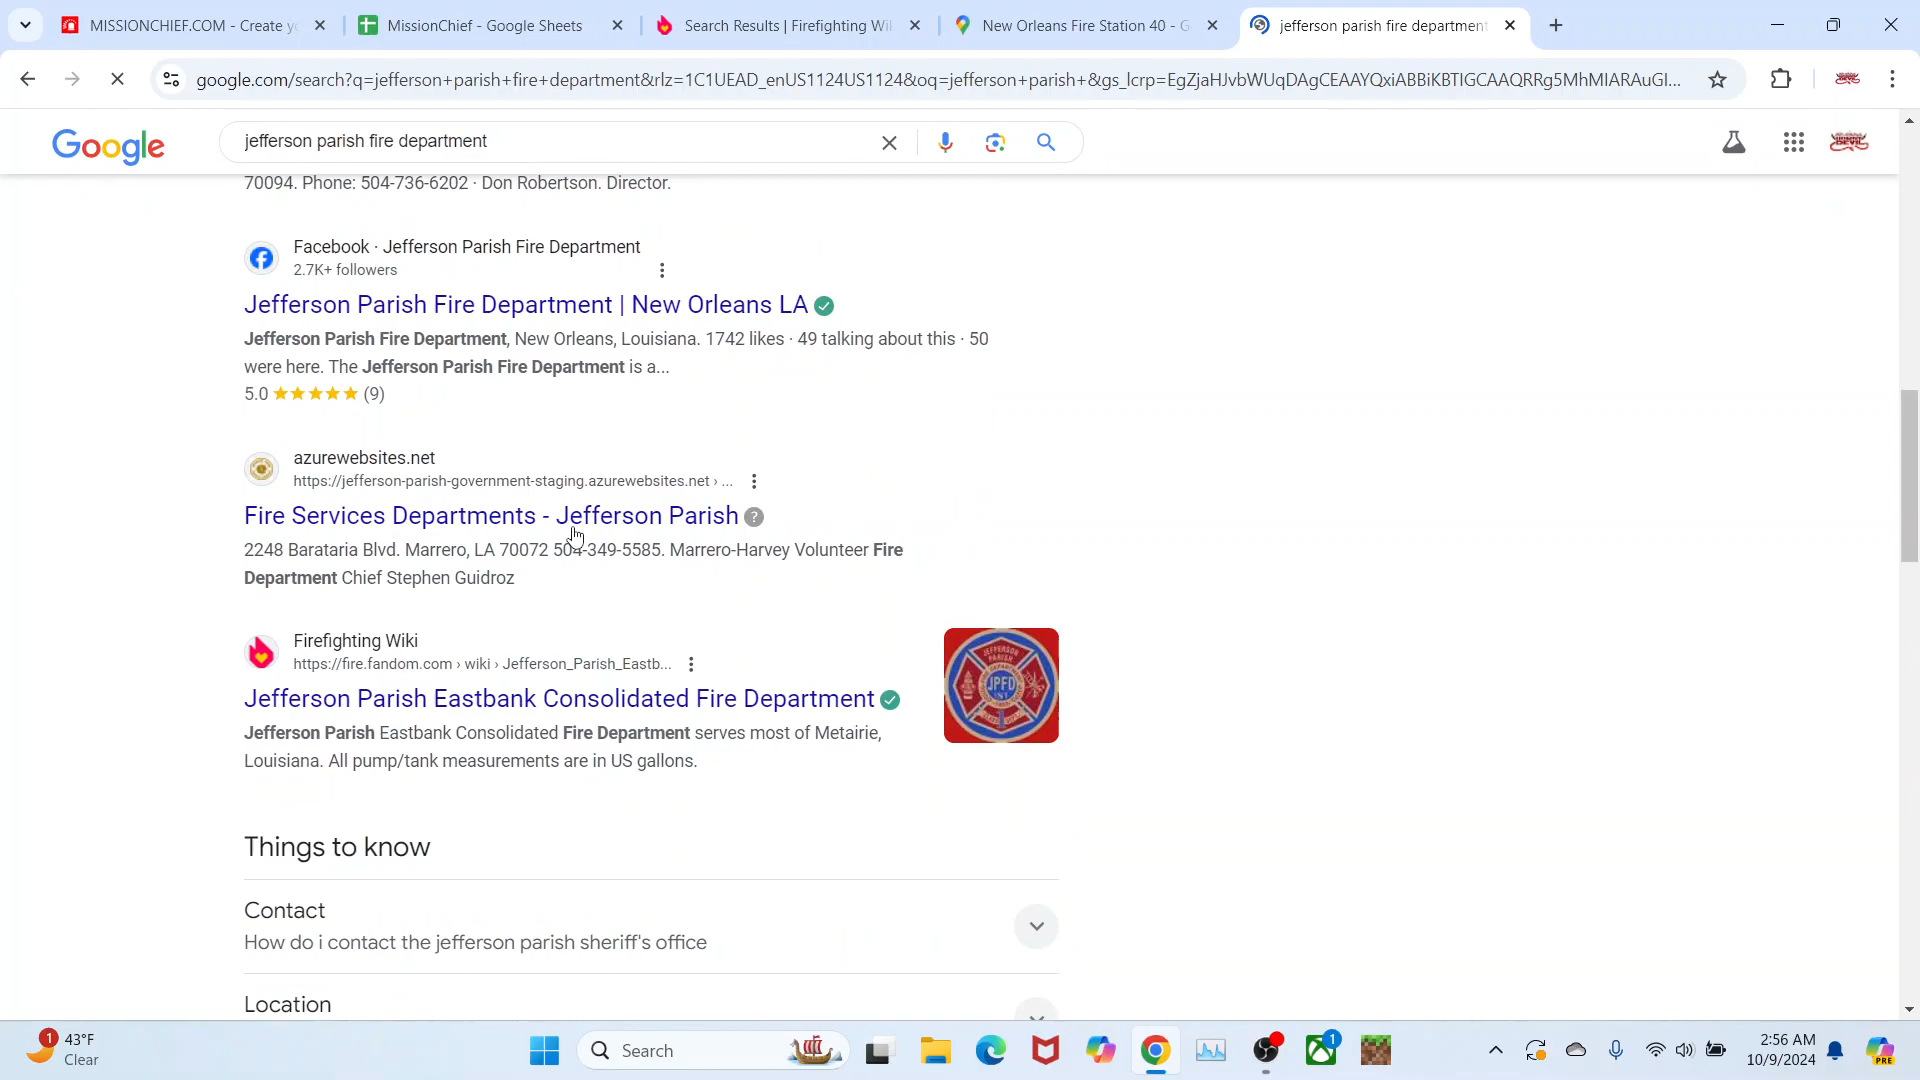 MISSIONCHIEF.COM - Create yo
MissionChief - Google Sheets
Search Results | Firefighting Wi
New Orleans Fire Station 40 - G
jefferson parish fire department
google.com/search?q=jefferson+parish+fire+department&rlz=1C1UEAD_enUS1124US1124&oq=jefferson+parish+&gs_lcrp=EgZjaHJvbWUqDAgCEAAYQxiABBiKBTIGCAAQRRg5MhMIARAuGI...
Google
jefferson parish fire department
70094. Phone: 504-736-6202 · Don Robertson. Director.
Facebook · Jefferson Parish Fire Department
2.7K+ followers
Jefferson Parish Fire Department | New Orleans LA
Jefferson Parish Fire Department, New Orleans, Louisiana. 1742 likes · 49 talking about this · 50
were here. The Jefferson Parish Fire Department is a...
5.0 (9)
azurewebsites.net
https://jefferson-parish-government-staging.azurewebsites.net › ...
Fire Services Departments - Jefferson Parish
2248 Barataria Blvd. Marrero, LA 70072 504-349-5585. Marrero-Harvey Volunteer Fire
Department Chief Stephen Guidroz
Firefighting Wiki
https://fire.fandom.com › wiki › Jefferson_Parish_Eastb...
Jefferson Parish Eastbank Consolidated Fire Department
JEFFERSON
PARISH
JPFD
Jefferson Parish Eastbank Consolidated Fire Department serves most of Metairie,
Louisiana. All pump/tank measurements are in US gallons.
Things to know
Contact
How do i contact the jefferson parish sheriff's office
Location
1
43°F
Clear
Search
1
2:56 AM
10/9/2024
PRE